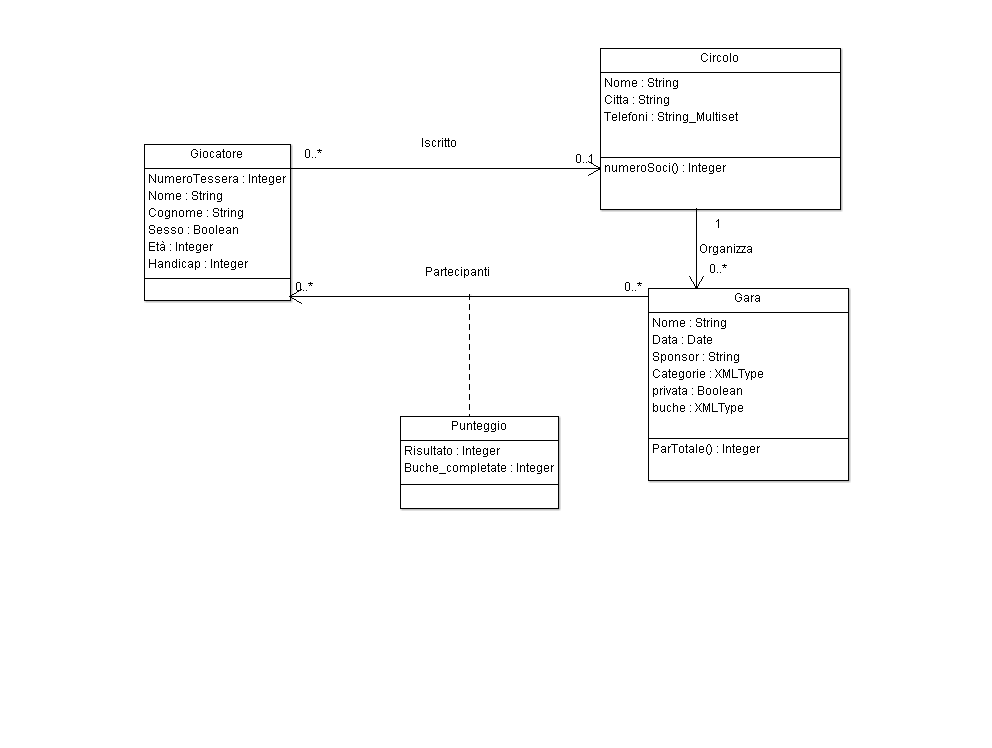 Circolo
Nome : String
Citta : String
Telefoni : String_Multiset
numeroSoci() : Integer
Iscritto
0..*
0..1
Giocatore
NumeroTessera : Integer
Nome : String
Cognome : String
Sesso : Boolean
Età : Integer
Handicap : Integer
1
Organizza
0..*
Partecipanti
0..*
0..*
Gara
Nome : String
Data : Date
Sponsor : String
Categorie : XMLType
privata : Boolean
buche : XMLType
ParTotale() : Integer
Punteggio
Risultato : Integer
Buche_completate : Integer